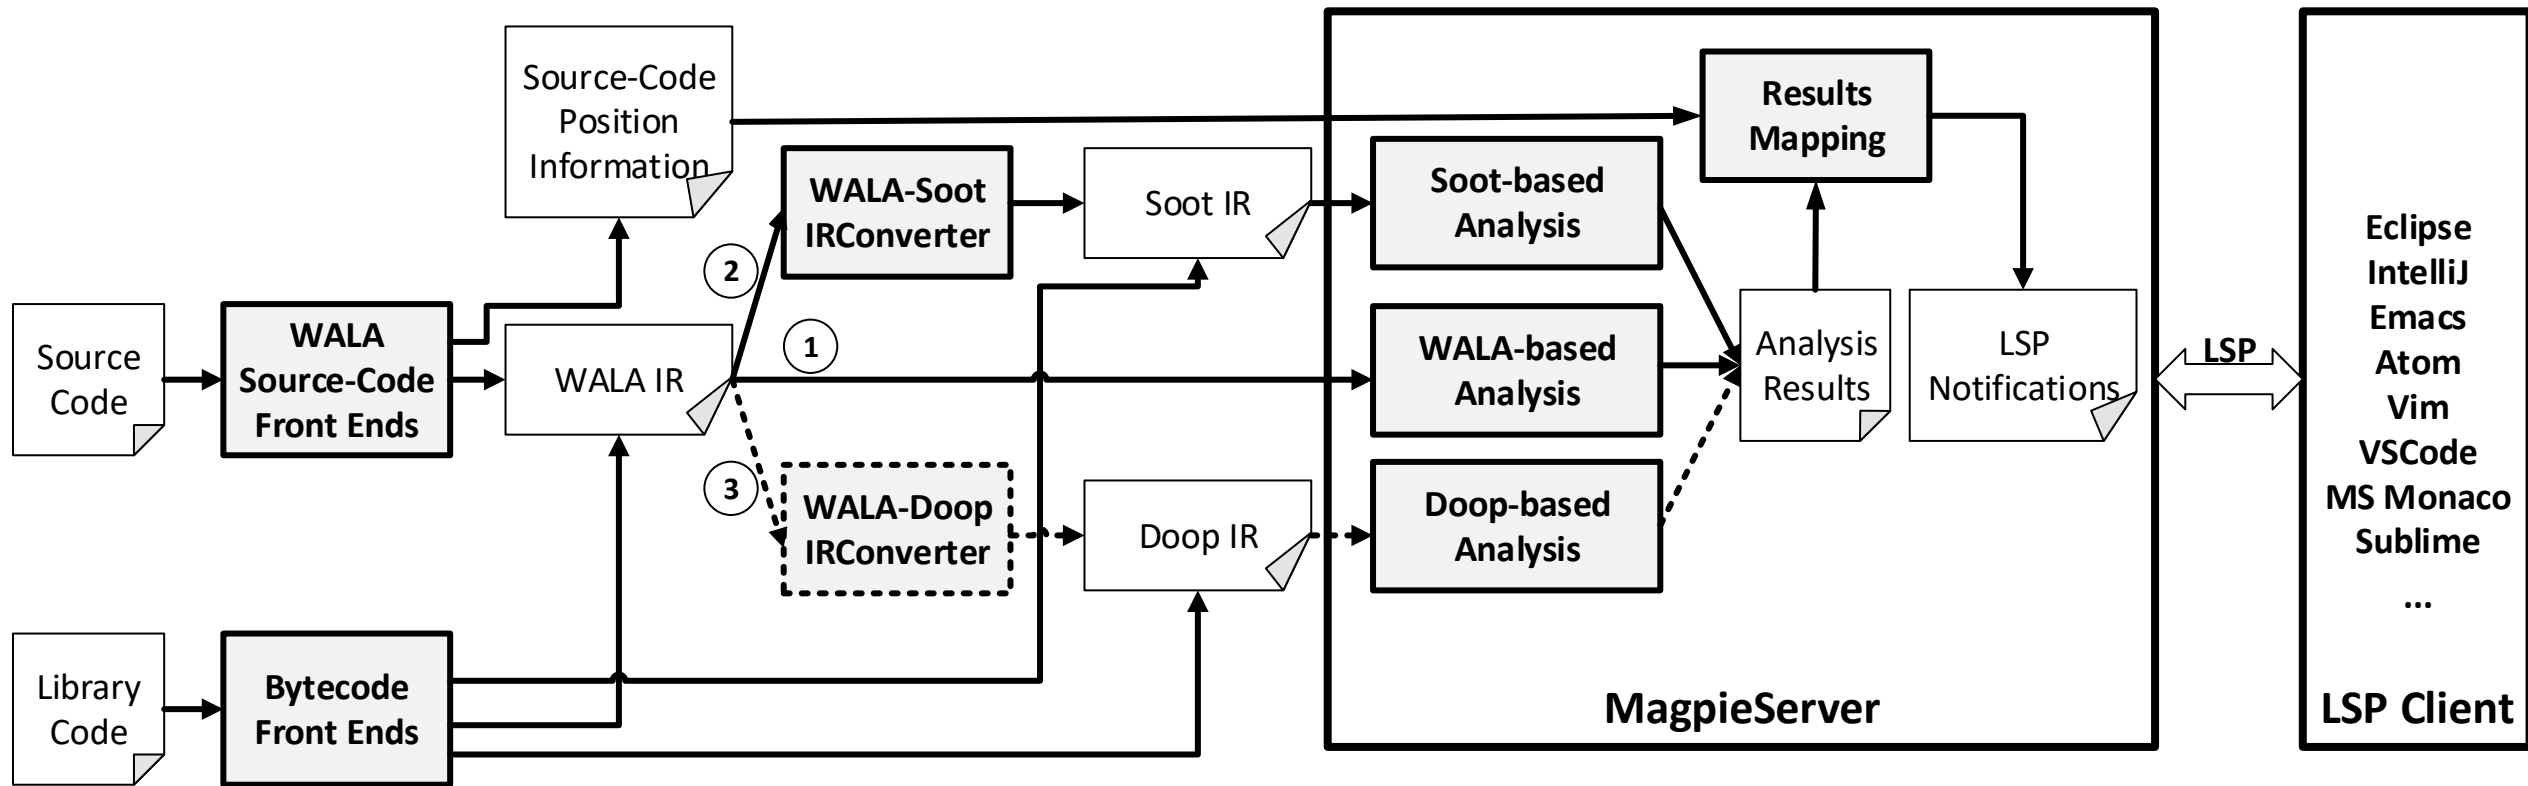 Source-Code
Position
Information
Results
Mapping
WALA-Soot
IRConverter
Soot IR
Soot-based
Analysis
2
Source
Code
WALA
Source-Code
Front Ends
WALA IR
1
WALA-based
Analysis
Analysis
Results
LSP
Notifications
LSP
Eclipse
IntelliJ
Emacs
Atom
Vim
VSCode
MS Monaco
Sublime
...
3
WALA-Doop
IRConverter
Doop IR
Doop-based
Analysis
Library
Code
Bytecode
Front Ends
MagpieServer
LSP Client